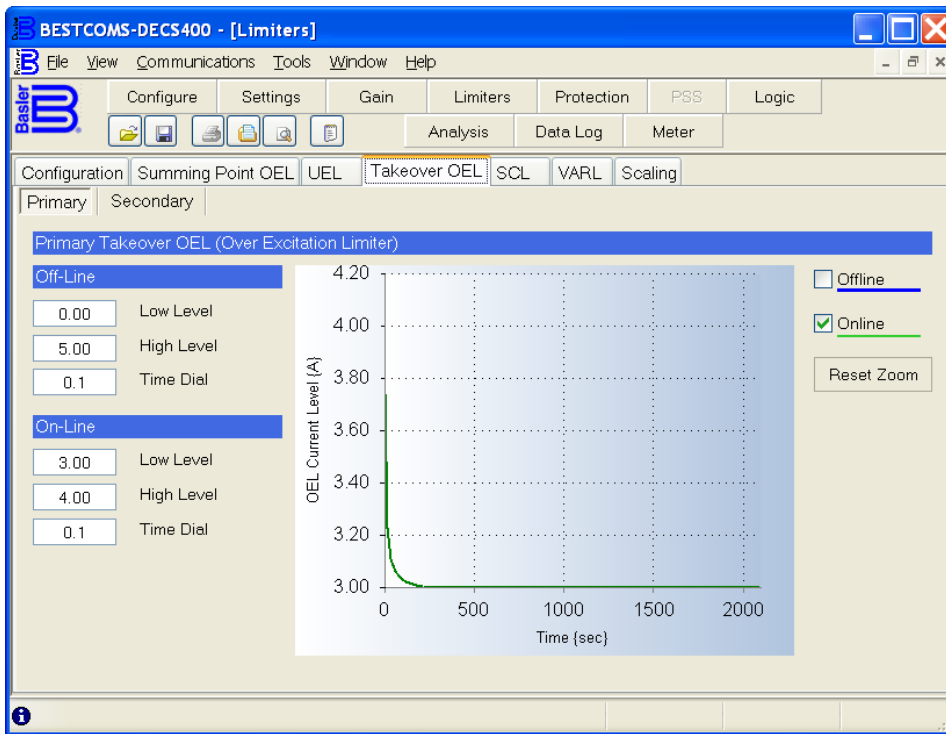 BESTCOMS-DECS400 - [Limiters]
File View Communications Tools Window Help
Basler
Configure Settings Gain Limiters Protection PSS Logic
Analysis Data Log Meter
Configuration Summing Point OEL UEL Takeover OEL SCL VARL Scaling
Primary Secondary
Primary Takeover OEL (Over Excitation Limiter)
Off-Line
0.00 Low Level
5.00 High Level
0.1 Time Dial
On-Line
3.00 Low Level
4.00 High Level
0.1 Time Dial
OEL Current Level {A}
4.20
4.00
3.80
3.60
3.40
3.20
3.00
0 500 1000 1500 2000
Time {sec}
Offline
Online
Reset Zoom